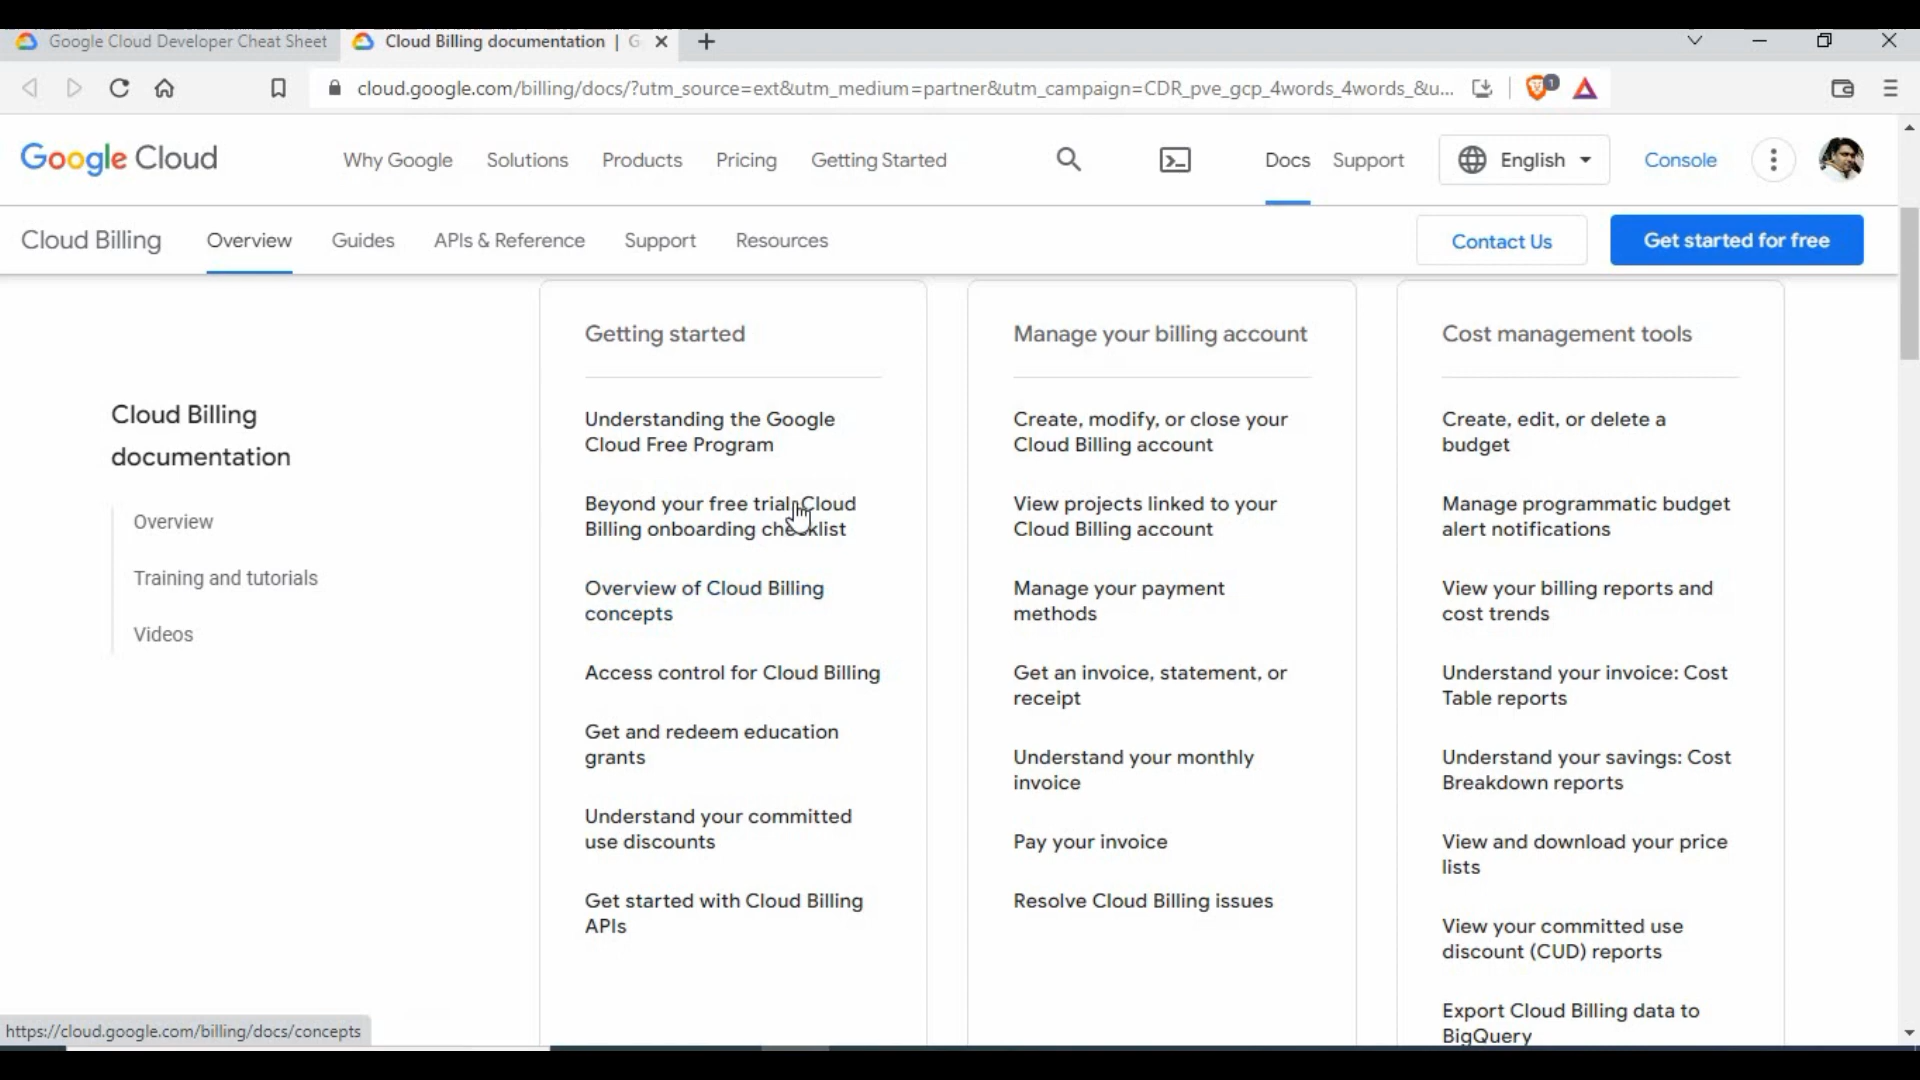 Google Cloud Developer Cheat Sheet
Cloud Billing documentation | G
cloud.google.com/billing/docs/?utm_source=ext&utm_medium=partner&utm_campaign=CDR_pve_gcp_4words_4words_&u...
1
Google Cloud
Why Google
Solutions
Products
Pricing
Getting Started
Docs
Support
English
Console
Cloud Billing
Overview
Guides
APIs & Reference
Support
Resources
Contact Us
Get started for free
Cloud Billing
documentation
Overview
Training and tutorials
Videos
Getting started
Understanding the Google
Cloud Free Program
Beyond your free trial: Cloud
Billing onboarding checklist
Overview of Cloud Billing
concepts
Access control for Cloud Billing
Get and redeem education
grants
Understand your committed
use discounts
Get started with Cloud Billing
APIs
Manage your billing account
Create, modify, or close your
Cloud Billing account
View projects linked to your
Cloud Billing account
Manage your payment
methods
Get an invoice, statement, or
receipt
Understand your monthly
invoice
Pay your invoice
Resolve Cloud Billing issues
Cost management tools
Create, edit, or delete a
budget
Manage programmatic budget
alert notifications
View your billing reports and
cost trends
Understand your invoice: Cost
Table reports
Understand your savings: Cost
Breakdown reports
View and download your price
lists
View your committed use
discount (CUD) reports
Export Cloud Billing data to
BigQuery
https://cloud.google.com/billing/docs/concepts